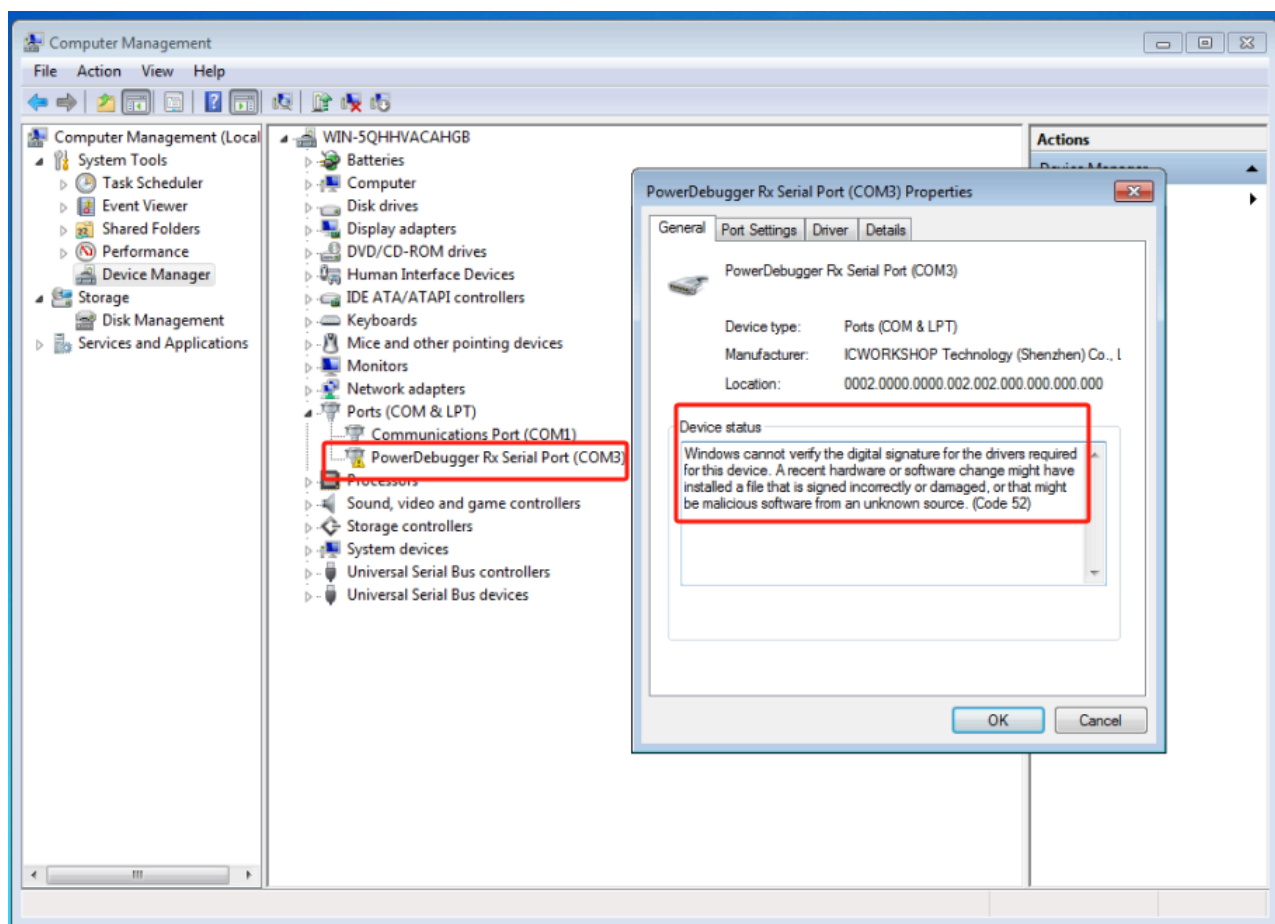 Computer Management
File Action View Help
Computer Management (Local
System Tools
Task Scheduler
Event Viewer
Shared Folders
Performance
Device Manager
Storage
Disk Management
Services and Applications
WIN-5QHHVACAHGB
Batteries
Computer
Disk drives
Display adapters
DVD/CD-ROM drives
Human Interface Devices
IDE ATA/ATAPI controllers
Keyboards
Mice and other pointing devices
Monitors
Network adapters
Ports (COM & LPT)
Communications Port (COM1)
PowerDebugger Rx Serial Port (COM3)
Processors
Sound, video and game controllers
Storage controllers
System devices
Universal Serial Bus controllers
Universal Serial Bus devices
Actions
Device Manager
PowerDebugger Rx Serial Port (COM3) Properties
General Port Settings Driver Details
PowerDebugger Rx Serial Port (COM3)
Device type: Ports (COM & LPT)
Manufacturer: ICWORKSHOP Technology (Shenzhen) Co., L
Location: 0002.0000.0000.002.002.000.000.000.000
Device status
Windows cannot verify the digital signature for the drivers required
for this device. A recent hardware or software change might have
installed a file that is signed incorrectly or damaged, or that might
be malicious software from an unknown source. (Code 52)
OK Cancel